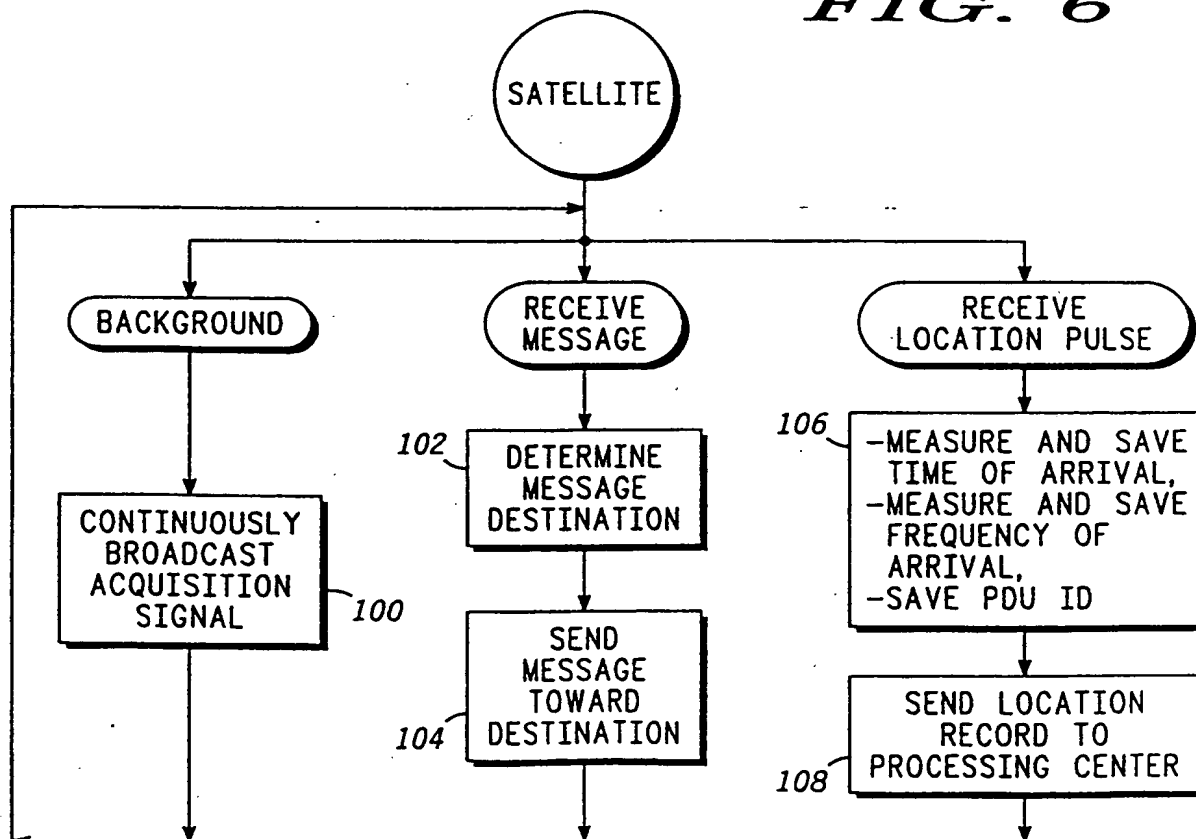 FIG. 6
SATELLITE
BACKGROUND
RECEIVE
MESSAGE
RECEIVE
LOCATION PULSE
102
DETERMINE
MESSAGE
DESTINATION
106
-MEASURE AND SAVE
TIME OF ARRIVAL,
-MEASURE AND SAVE
FREQUENCY OF
ARRIVAL,
-SAVE PDU ID
CONTINUOUSLY
BROADCAST
ACQUISITION
SIGNAL
100
SEND
MESSAGE
TOWARD
DESTINATION
104
SEND LOCATION
RECORD TO
PROCESSING CENTER
108